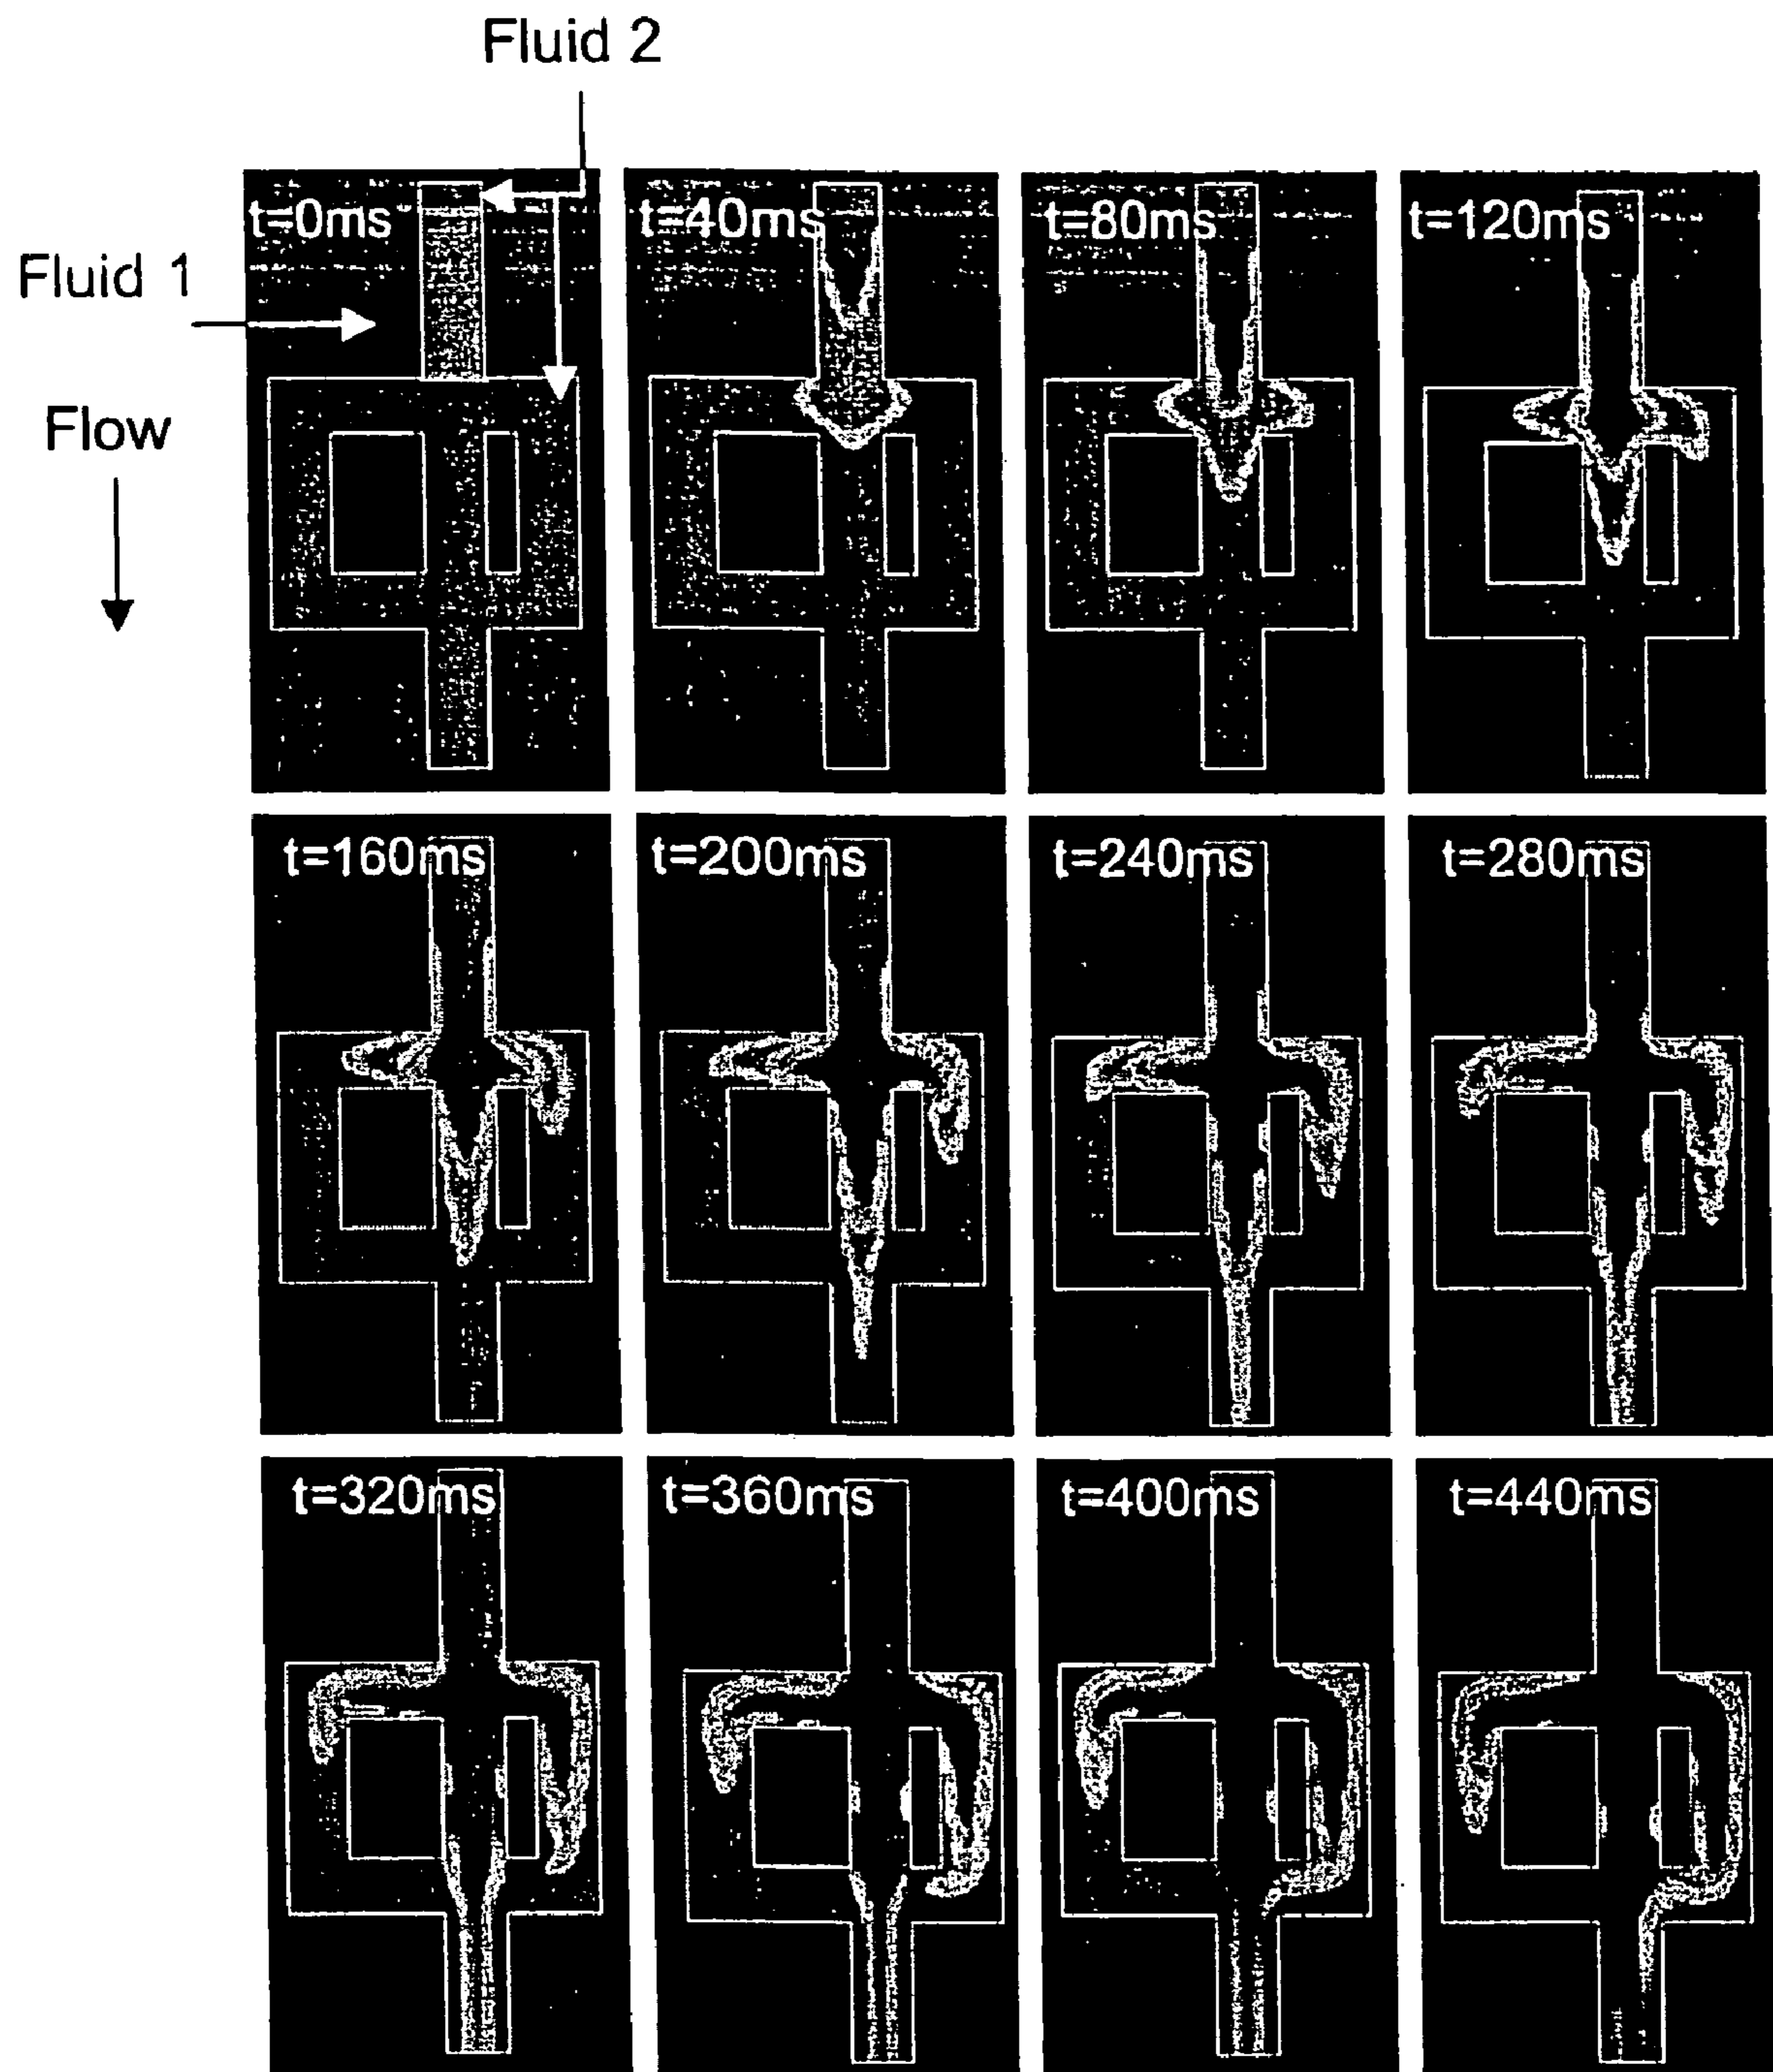 Fluid 2
t=0ms
t=40ms
t=80ms
t=120ms
Fluid 1
Flow
t=160ms
t=200ms
t=240ms
t=280ms
t=320ms
t=360ms
t=400ms
t=440ms